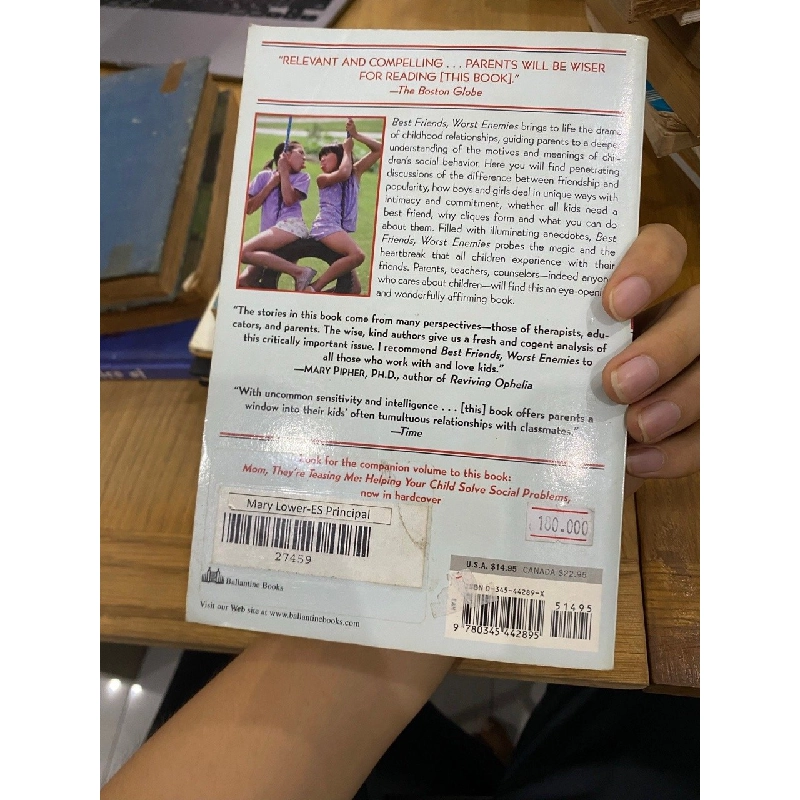 "RELEVANT AND COMPELLING . . . PARENTS WILL BE WISER
FOR READING [THIS BOOK]."
—The Boston Globe
Best Friends, Worst Enemies brings to life the drama
of childhood relationships, guiding parents to a deeper
understanding of the motives and meanings of chil-
dren's social behavior. Here you will find penetrating
discussions of the difference between friendship and
popularity, how boys and girls deal in unique ways with
intimacy and commitment, whether all kids need a
best friend, why cliques form and what you can do
about them. Filled with illuminating anecdotes, Best
Friends, Worst Enemies probes the magic and the
heartbreak that all children experience with their
friends. Parents, teachers, counselors—indeed anyone
who cares about children—will find this an eye-opening
and wonderfully affirming book.
"The stories in this book come from many perspectives—those of therapists, edu-
cators, and parents. The wise, kind authors give us a fresh and cogent analysis of
this critically important issue. I recommend Best Friends, Worst Enemies to
all those who work with and love kids."
—MARY PIPHER, PH.D., author of Reviving Ophelia
"With uncommon sensitivity and intelligence . . . [this] book offers parents a
window into their kids' often tumultuous relationships with classmates."
—Time
Look for the companion volume to this book:
Mom, They're Teasing Me: Helping Your Child Solve Social Problems,
now in hardcover
Mary Lower-ES Principal
27459
180.000
Ballantine Books
Visit our Web site at www.ballantinebooks.com
U.S.A. $14.95 CANADA $22.95
ISBN 0-345-44289-X
51495
9 780345 442895